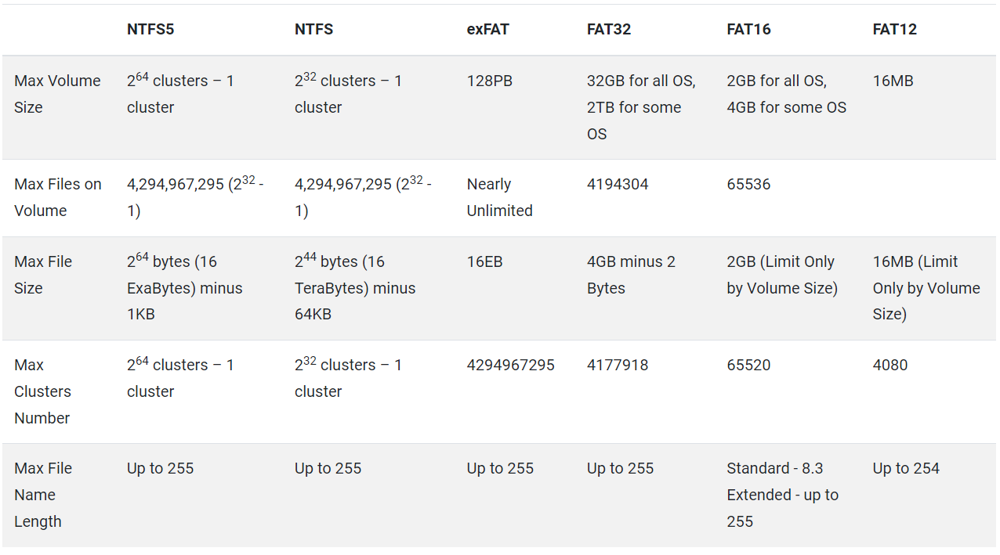 NTFS5 NTFS exFAT FAT32 FAT16 FAT12
Max Volume 2^64 clusters – 1 2^32 clusters – 1 128PB 32GB for all OS, 2GB for all OS, 16MB
Size cluster cluster 2TB for some 4GB for some OS
OS
Max Files on 4,294,967,295 (2^32 - 4,294,967,295 (2^32 - Nearly 4194304 65536
Volume 1) 1) Unlimited
Max File 2^64 bytes (16 2^44 bytes (16 16EB 4GB minus 2 2GB (Limit Only 16MB (Limit
Size ExaBytes) minus TeraBytes) minus Bytes by Volume Size) Only by Volume
1KB 64KB Size)
Max 2^64 clusters – 1 2^32 clusters – 1 4294967295 4177918 65520 4080
Clusters cluster cluster
Number
Max File Up to 255 Up to 255 Up to 255 Up to 255 Standard - 8.3 Up to 254
Name Extended - up to
Length 255